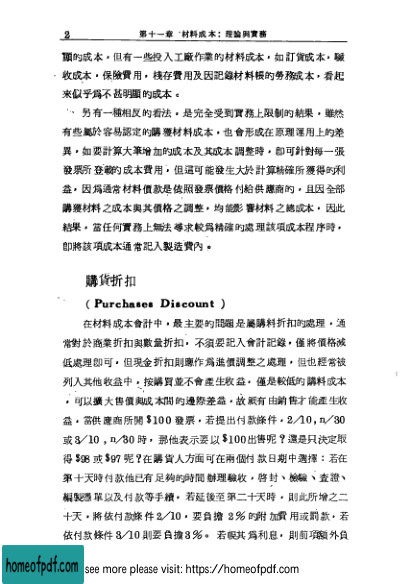 2 第十一章 材料成本：理論與實務
顯的成本，但有一些投入工廠作業的材料成本，如訂貨成本，驗
收成本，保險費用，棧存費用及因記錄材料帳的勞務成本，看起
來似乎爲不甚明顯的成本。
另有一種相反的看法，是完全受到實務上限制的結果，雖然
有些屬於容易認定的購獲材料成本，也會形成在原理運用上的差
異，如要計算大筆增加的成本及其成本調整時，卽可針對每一張
發票所登載的成本費用，但這可能發生大於計算精確所獲得的利
益，因爲通常材料價款是依照發票價格付給供應商的，且因全部
購獲材料之成本與其價格之調整，均能影響材料之總成本，因此
結果，當任何實務上無法尋求較爲精確的處理該項成本程序時，
卽將該項成本通常記入製造費內。
購貨折扣
( Purchases Discount )
在材料成本會計中，最主要的問題是屬購料折扣的處理，通
常對於商業折扣與數量折扣，不須要記入會計記錄，僅將價格減
低處理卽可，但現金折扣則應作爲進價調整之處理，但也經常被
列入其他收益中，按購買並不會產生收益，僅是較低的購料成本
，可以擴大售價與成本間的邊際差益，故祇有由銷售才能產生收
益，當供應商所開$100發票，若提出付款條件，2/10, n/30
或3/10 , n/30時，那他表示要以$100出售呢？還是只決定取
得$98或$97呢？在購貨人方面可在兩個付款日期中選擇：若在
第十天時付款他已有足夠的時間辦理驗收，啓封、檢驗、查證、
編製憑單以及付款等手續，若延後至第二十天時，則此所增之二
十天，將依付款條件2/10，要負擔2%的附加費用或罰款，若
依付款條件3/10則要負擔3%。若視其爲利息，則前項額外負
homeofpdf.com
see more please visit: https://homeofpdf.com